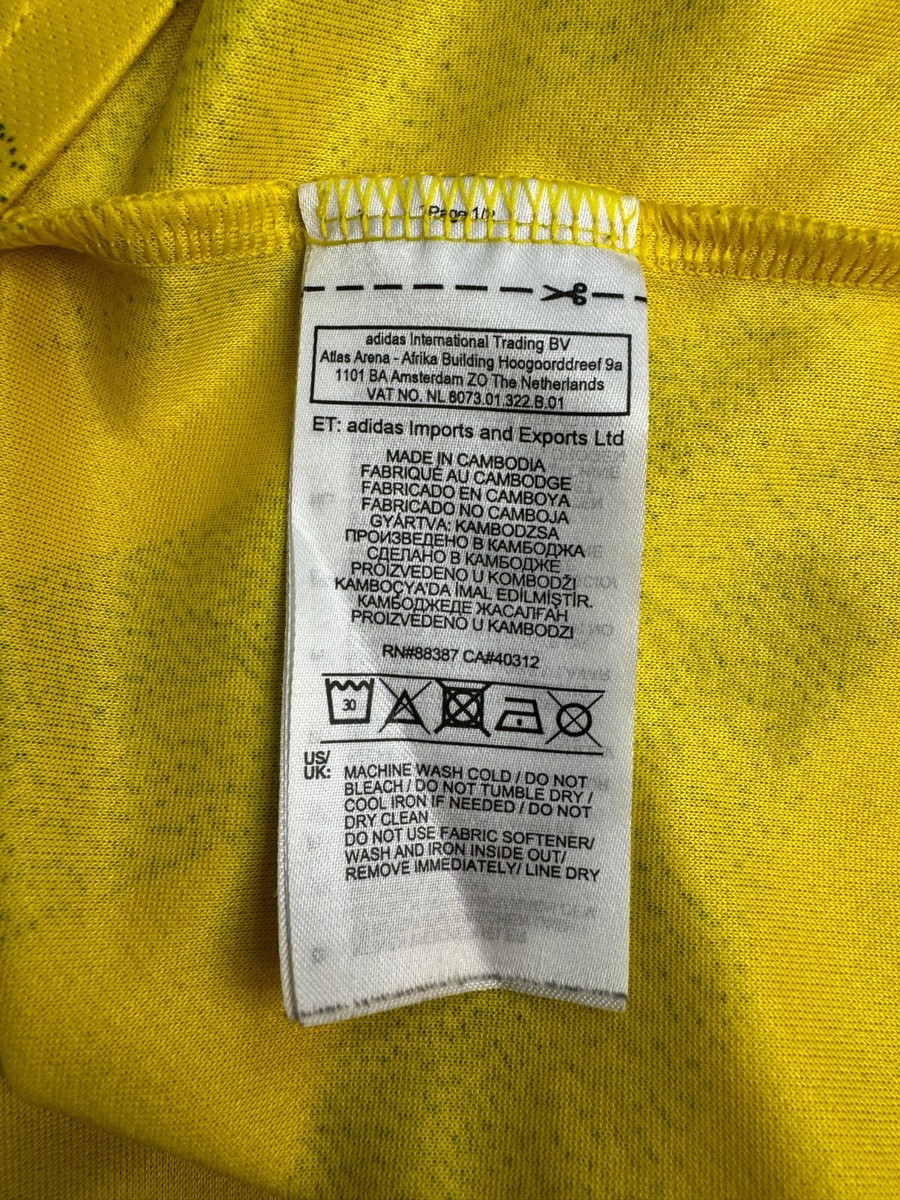 Page 1/2
adidas International Trading BV
Atlas Arena - Afrika Building Hoogoorddreef 9a
1101 BA Amsterdam ZO The Netherlands
VAT NO. NL 8073.01.322.B.01
ET: adidas Imports and Exports Ltd
MADE IN CAMBODIA
FABRIQUÉ AU CAMBODGE
FABRICADO EN CAMBOYA
FABRICADO NO CAMBOJA
GYÁRTVA: KAMBODZSA
ПРОИЗВЕДЕНО В КАМБОДЖА
СДЕЛАНО В КАМБОДЖЕ
PROIZVEDENO U KOMBODŽI
KAMBOÇYA'DA İMAL EDİLMİŞTİR.
КАМБОДЖЕДЕ ЖАСАЛҒАН
PROIZVEDENO U KAMBODŽI
RN#88387 CA#40312
30
US/
UK: MACHINE WASH COLD / DO NOT
BLEACH / DO NOT TUMBLE DRY /
COOL IRON IF NEEDED / DO NOT
DRY CLEAN
DO NOT USE FABRIC SOFTENER/
WASH AND IRON INSIDE OUT/
REMOVE IMMEDIATELY/ LINE DRY